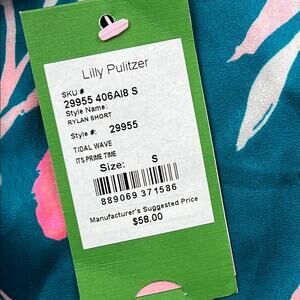 Lilly Pulitzer
SKU #
29955 406AI8 S
Style Name:
RYLAN SHORT
Style #: 29955
TIDAL WAVE
ITS PRIME TIME
Size: S
889069 371586
Manufacturer's Suggested Price
$58.00